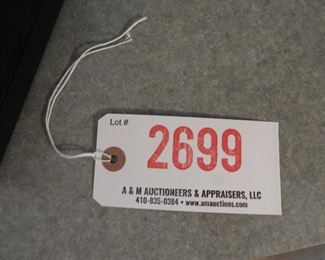 Lot #
2699
A & M AUCTIONEERS & APPRAISERS, LLC
410-835-0384 • www.amauctions.com